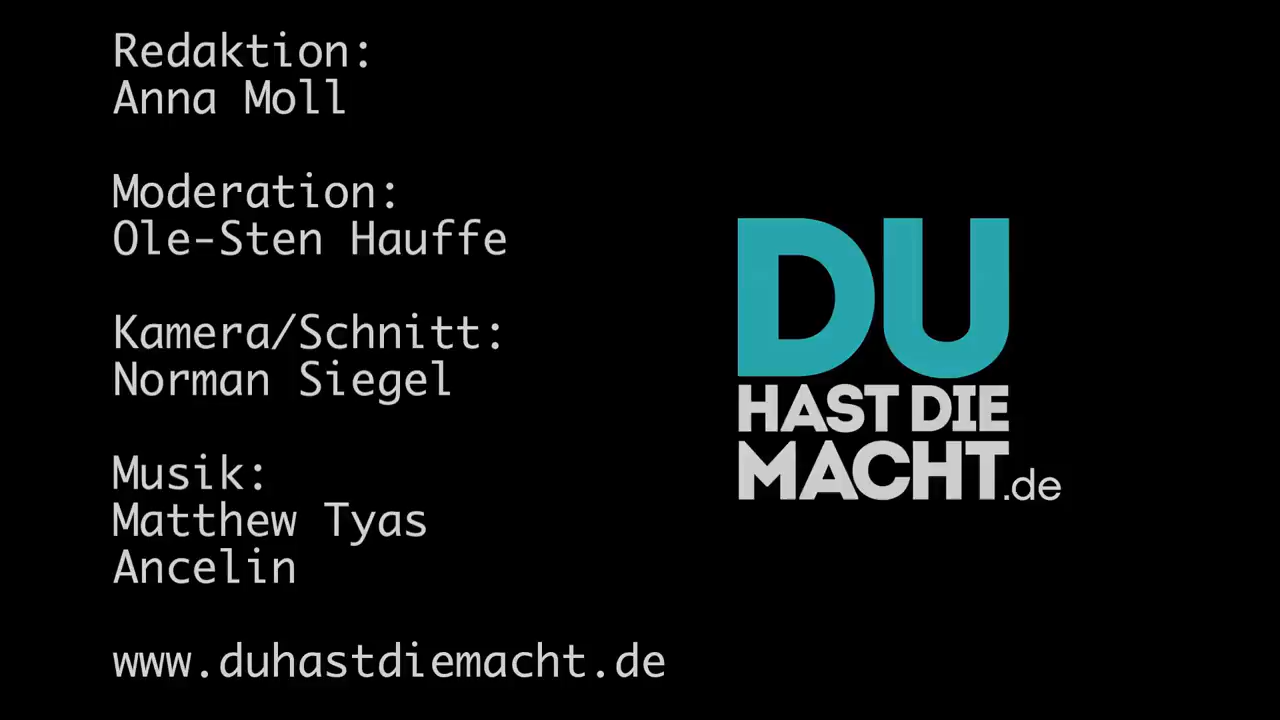 Redaktion:
Anna Moll
Moderation:
Ole-Sten Hauffe
Kamera/Schnitt:
Norman Siegel
Musik:
Matthew Tyas
Ancelin
www.duhastdiemacht.de
DU
HAST DIE
MACHT.de